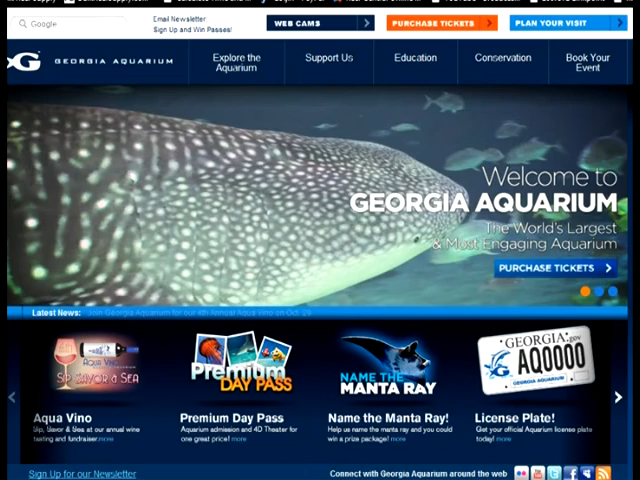 Google
Email Newsletter
Sign Up and Win Passes!
WEB CAMS
PURCHASE TICKETS
PLAN YOUR VISIT
G
GEORGIA AQUARIUM
Explore the
Aquarium
Support Us
Education
Conservation
Book Your
Event
Welcome to
GEORGIA AQUARIUM
The World's Largest
& Most Engaging Aquarium
PURCHASE TICKETS
Latest News: Join Georgia Aquarium for our 4th Annual Aqua Vino on Oct
AQUA VINO
SIP SAVOR & SEA
Premium
DAY PASS
NAME THE
MANTA RAY
GEORGIA.gov
AQ0000
GEORGIA AQUARIUM
Aqua Vino
Sip, Savor & Sea at our annual wine
tasting and fundraiser.more
Premium Day Pass
Aquarium admission and 4D Theater for
one great price! more
Name the Manta Ray!
Help us name the manta ray and you could
win a prize package! more
License Plate!
Get your official Aquarium license plate
today! more
Sign Up for our Newsletter
Connect with Georgia Aquarium around the web